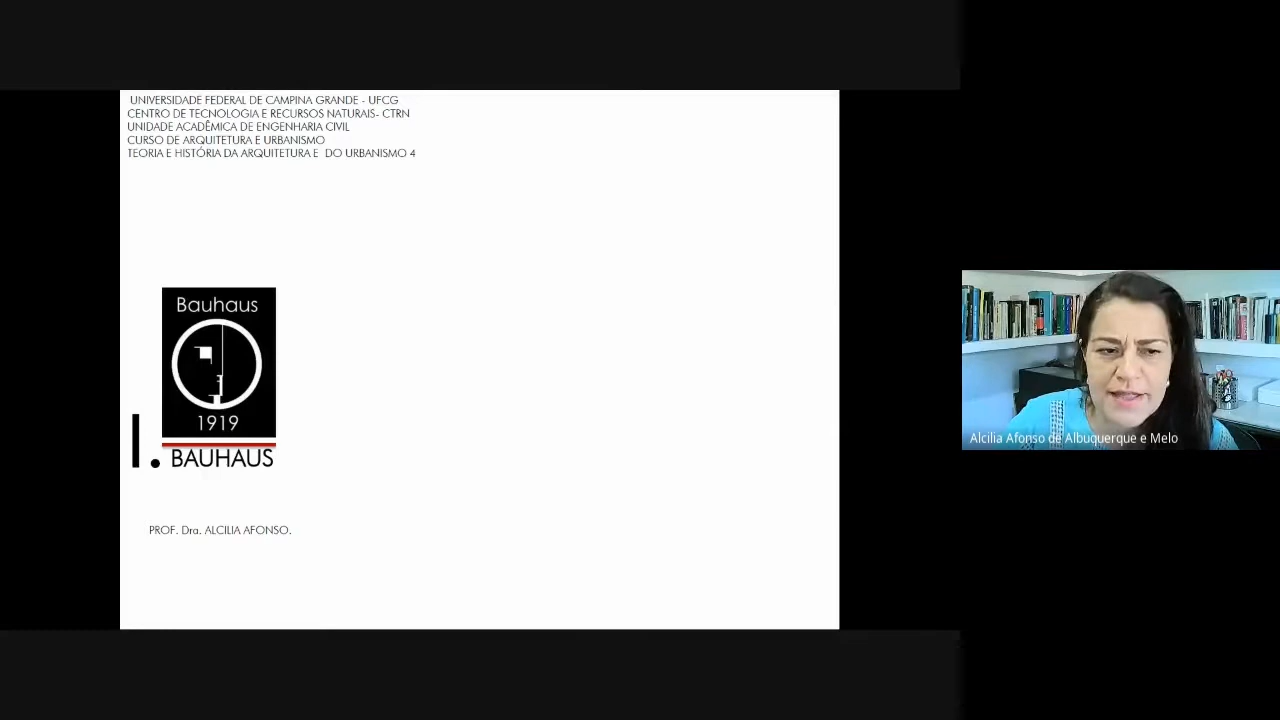 UNIVERSIDADE FEDERAL DE CAMPINA GRANDE - UFCG
CENTRO DE TECNOLOGIA E RECURSOS NATURAIS- CTRN
UNIDADE ACADÊMICA DE ENGENHARIA CIVIL
CURSO DE ARQUITETURA E URBANISMO
TEORIA E HISTÓRIA DA ARQUITETURA E DO URBANISMO 4
Bauhaus
1919
I. BAUHAUS
PROF. Dra. ALCILIA AFONSO.
Alcilia Afonso de Albuquerque e Melo